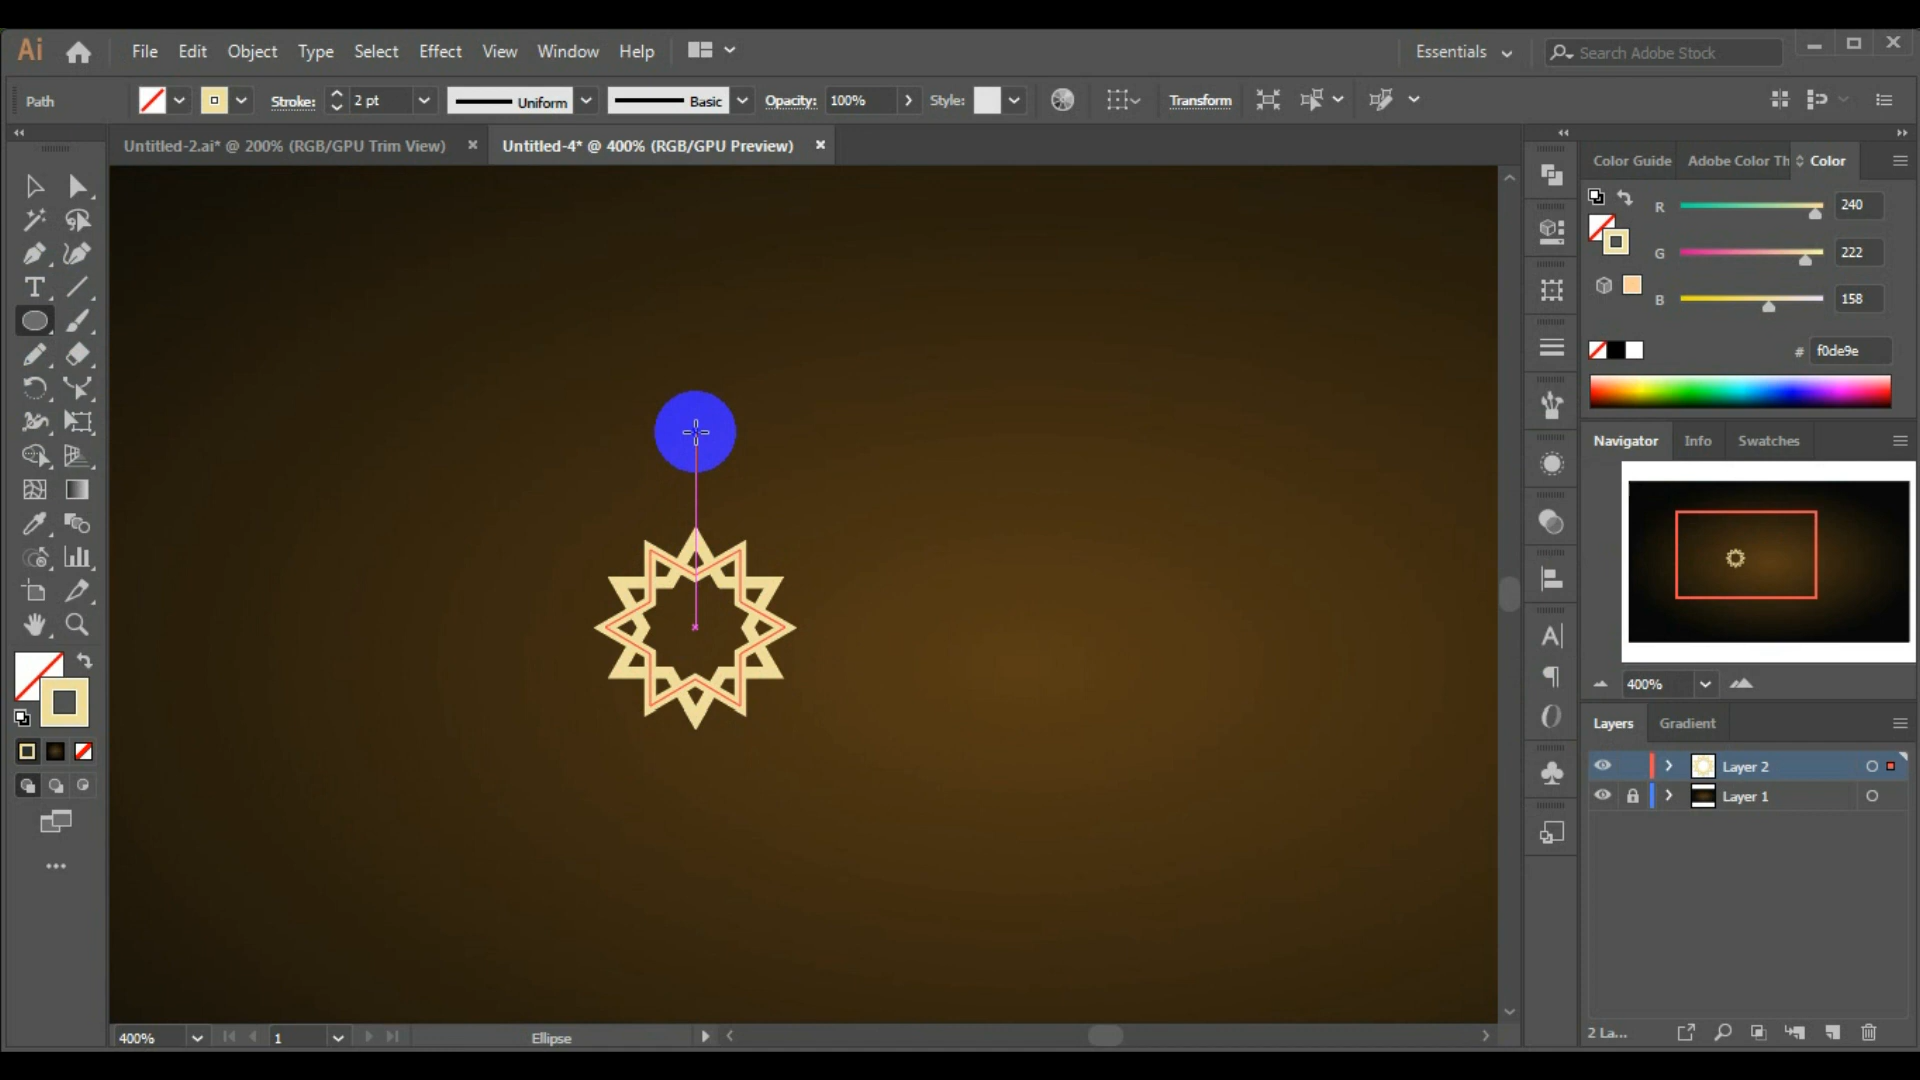 Ai File Edit Object Type Select Effect View Window Help Essentials Search Adobe Stock
Path Stroke: 2 pt Uniform Basic Opacity: 100% Style: Transform
Untitled-2.ai* @ 200% (RGB/GPU Trim View) Untitled-4* @ 400% (RGB/GPU Preview)
Color Guide Adobe Color Th Color
R 240
G 222
B 158
# f0de9e
Navigator Info Swatches
400%
Layers Gradient
Layer 2
Layer 1
2 La...
400% 1 Ellipse